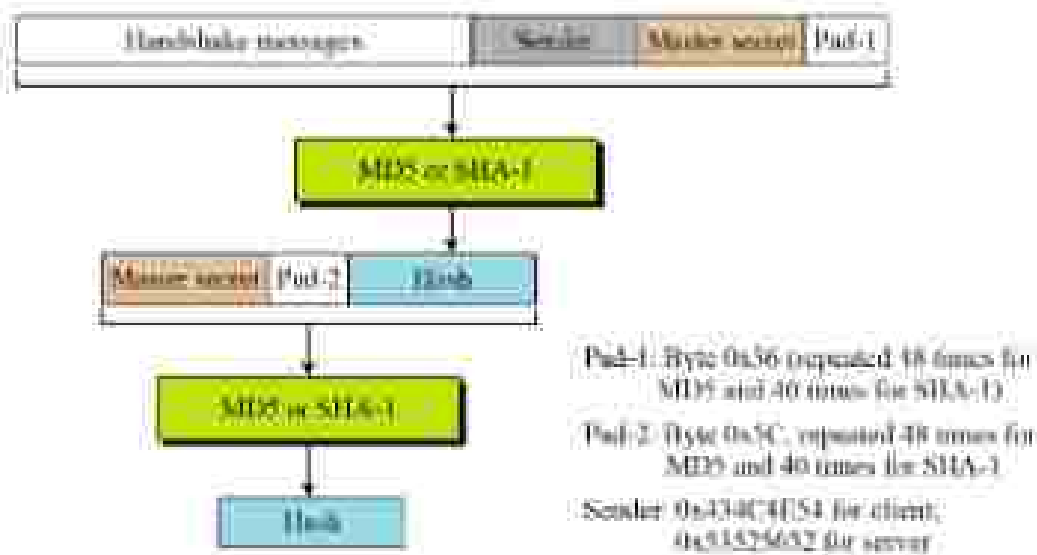 Handshake messages Sender Master secret Pad-1
MD5 or SHA-1
Master secret Pad-2 Hash
MD5 or SHA-1
Hash
Pad-1: Byte 0x36 (repeated 48 times for
MD5 and 40 times for SHA-1)
Pad-2: Byte 0x5C, repeated 48 times for
MD5 and 40 times for SHA-1
Sender: 0x434C4E54 for client;
0x53525652 for server